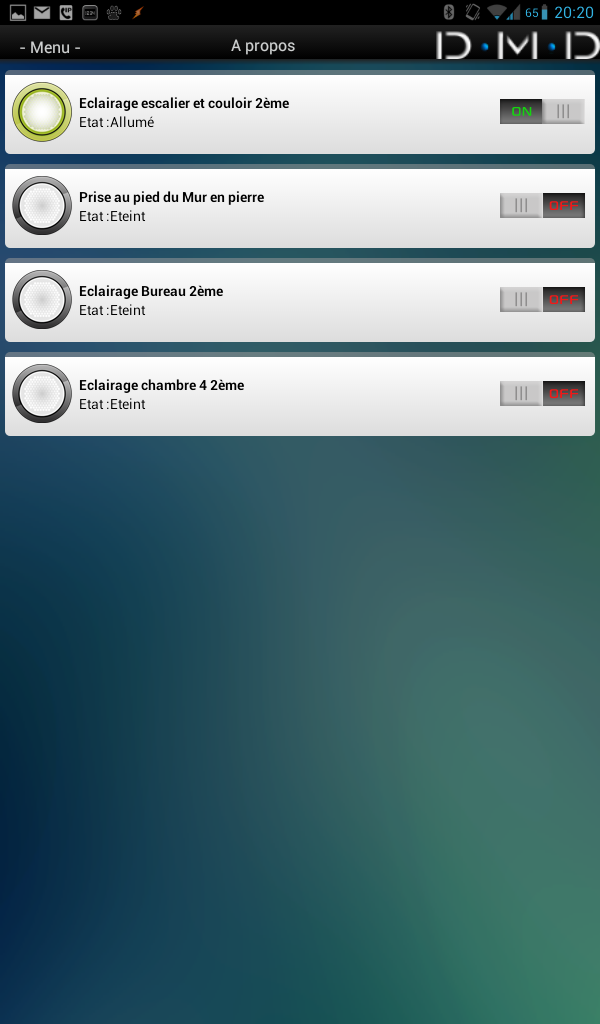 65 20:20
- Menu -
A propos
D·M·D
Eclairage escalier et couloir 2ème
Etat :Allumé
ON
Prise au pied du Mur en pierre
Etat :Eteint
OFF
Eclairage Bureau 2ème
Etat :Eteint
OFF
Eclairage chambre 4 2ème
Etat :Eteint
OFF